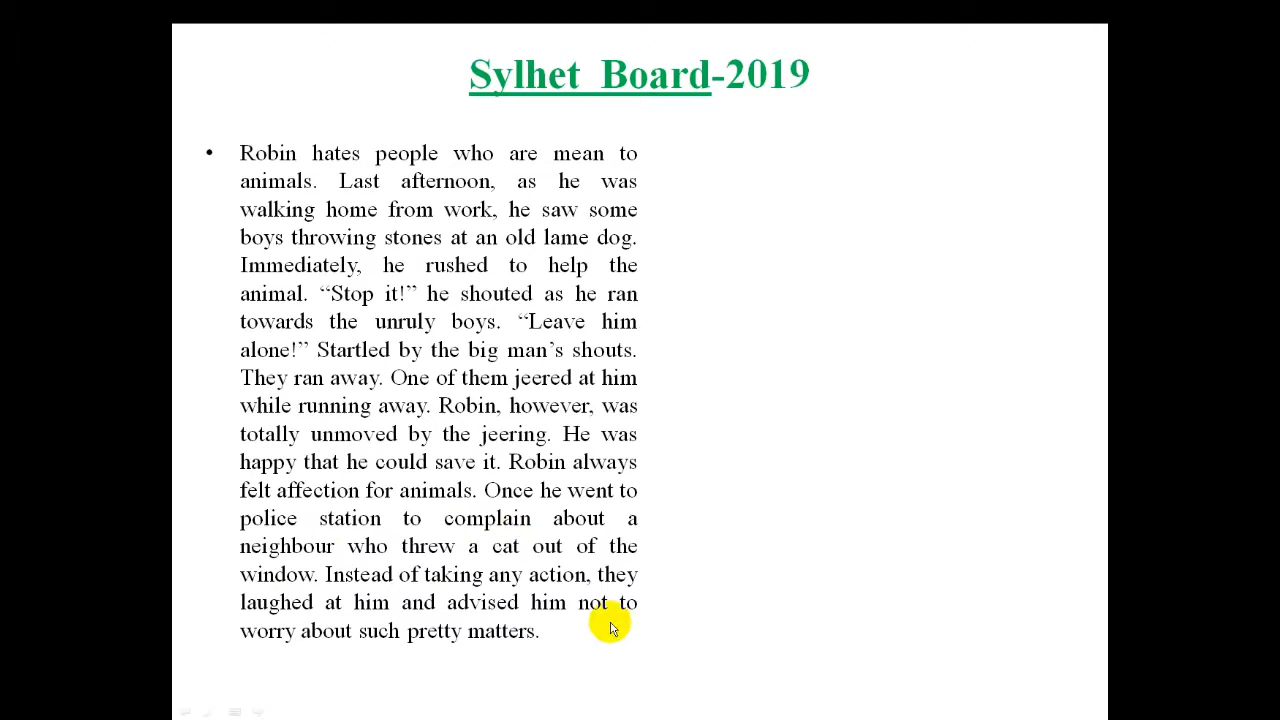 Sylhet Board-2019
• Robin hates people who are mean to
animals. Last afternoon, as he was
walking home from work, he saw some
boys throwing stones at an old lame dog.
Immediately, he rushed to help the
animal. “Stop it!” he shouted as he ran
towards the unruly boys. “Leave him
alone!” Startled by the big man’s shouts.
They ran away. One of them jeered at him
while running away. Robin, however, was
totally unmoved by the jeering. He was
happy that he could save it. Robin always
felt affection for animals. Once he went to
police station to complain about a
neighbour who threw a cat out of the
window. Instead of taking any action, they
laughed at him and advised him not to
worry about such pretty matters.